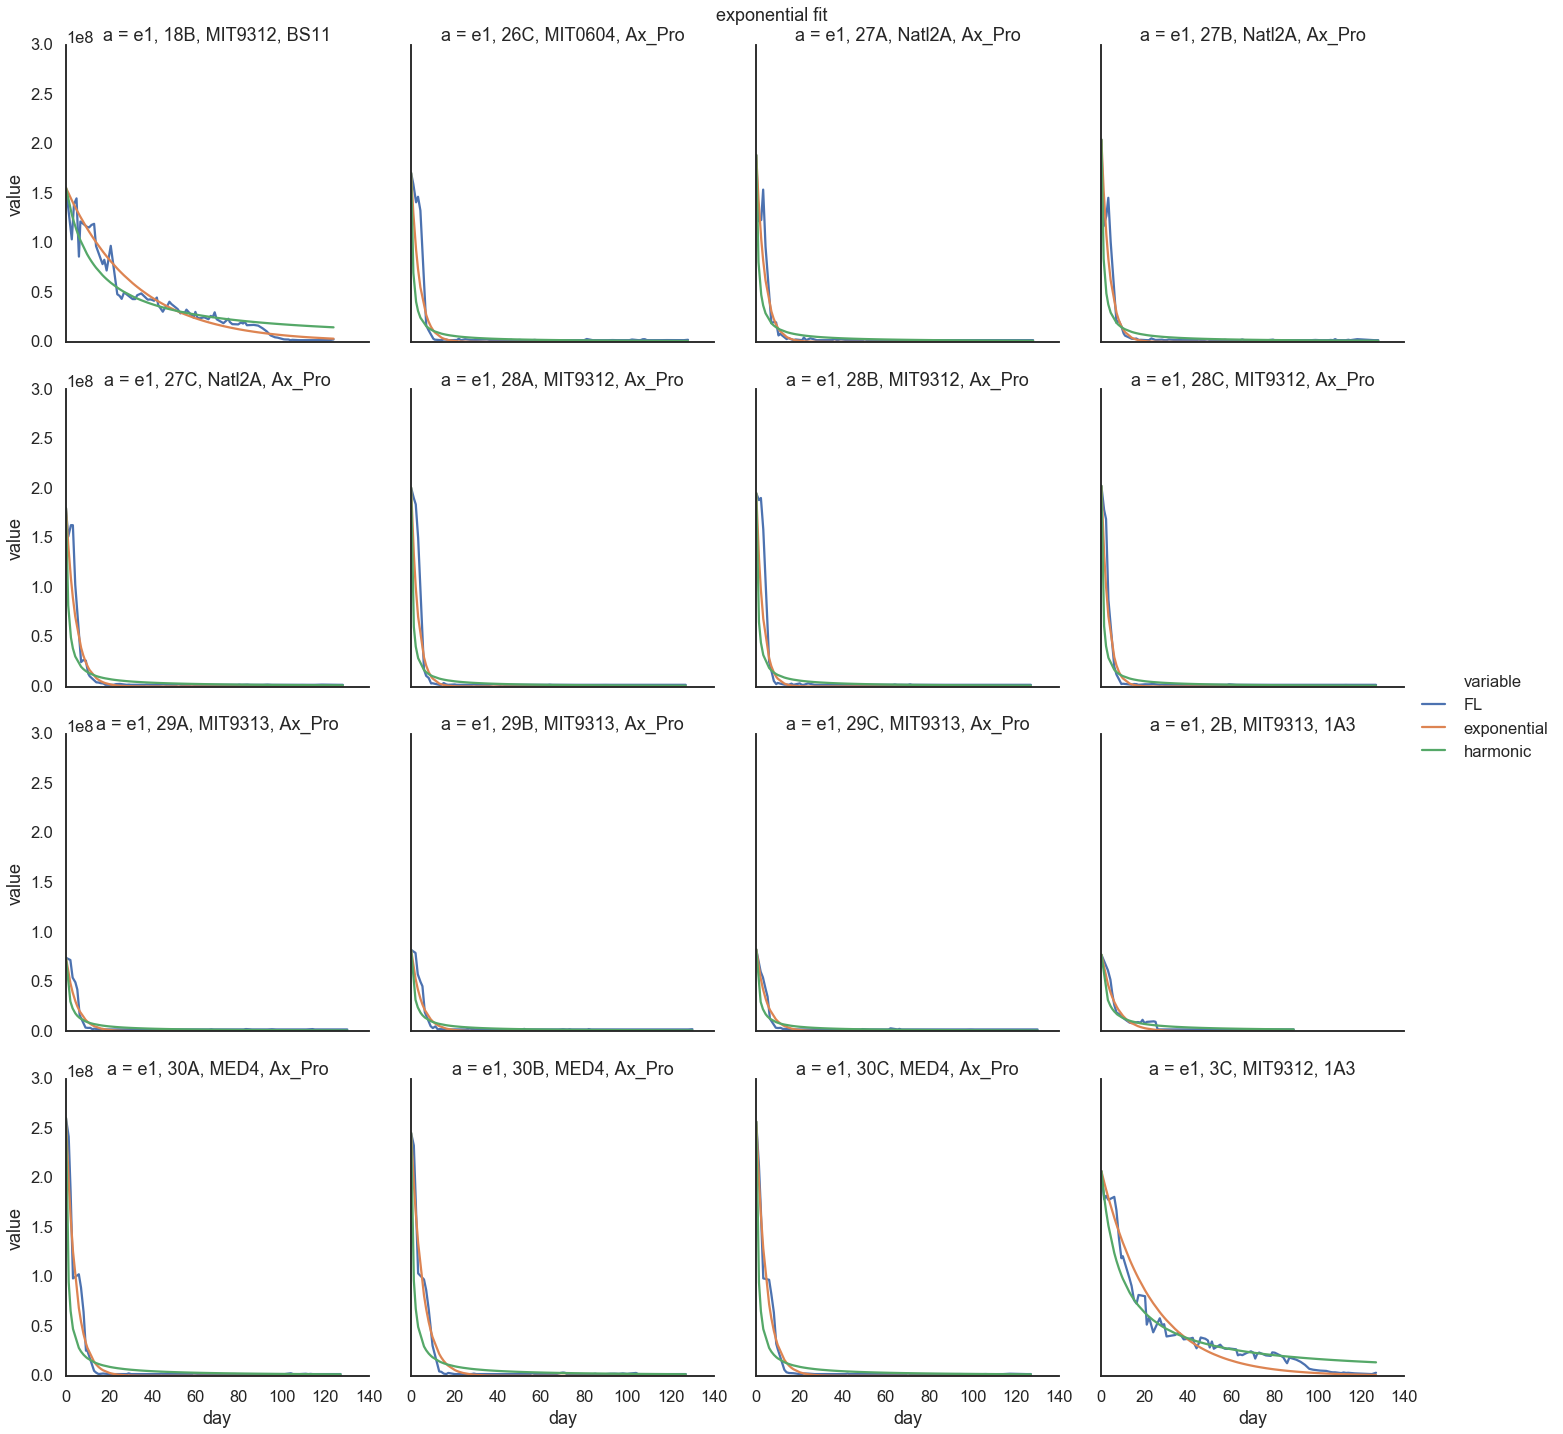 exponential fit
1e8
a = e1, 18B, MIT9312, BS11
a = e1, 26C, MIT0604, Ax_Pro
a = e1, 27A, Natl2A, Ax_Pro
a = e1, 27B, Natl2A, Ax_Pro
3.0
2.5
2.0
1.5
1.0
0.5
0.0
value
1e8
a = e1, 27C, Natl2A, Ax_Pro
a = e1, 28A, MIT9312, Ax_Pro
a = e1, 28B, MIT9312, Ax_Pro
a = e1, 28C, MIT9312, Ax_Pro
3.0
2.5
2.0
1.5
1.0
0.5
0.0
value
variable
FL
exponential
harmonic
1e8
a = e1, 29A, MIT9313, Ax_Pro
a = e1, 29B, MIT9313, Ax_Pro
a = e1, 29C, MIT9313, Ax_Pro
a = e1, 2B, MIT9313, 1A3
3.0
2.5
2.0
1.5
1.0
0.5
0.0
value
1e8
a = e1, 30A, MED4, Ax_Pro
a = e1, 30B, MED4, Ax_Pro
a = e1, 30C, MED4, Ax_Pro
a = e1, 3C, MIT9312, 1A3
3.0
2.5
2.0
1.5
1.0
0.5
0.0
value
0 20 40 60 80 100 120 140
0 20 40 60 80 100 120 140
0 20 40 60 80 100 120 140
0 20 40 60 80 100 120 140
day
day
day
day